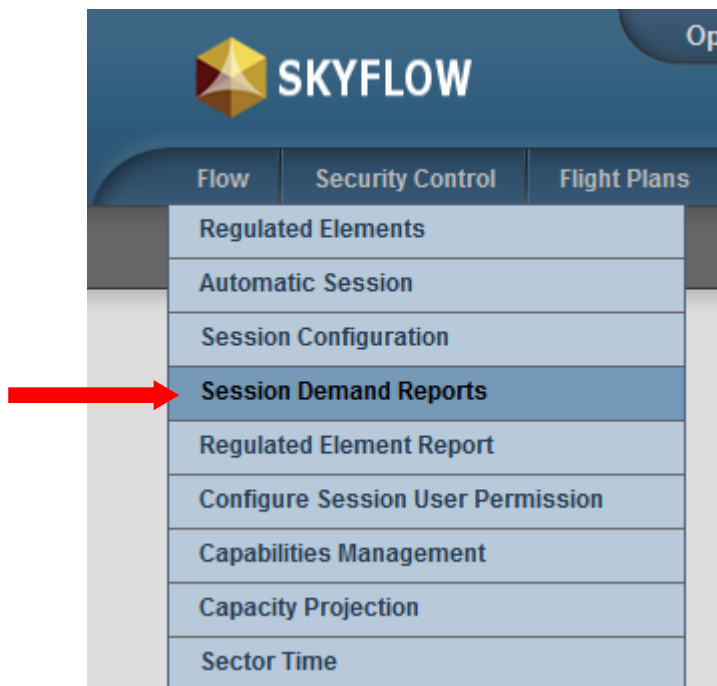 Op
SKYFLOW
Flow Security Control Flight Plans
Regulated Elements
Automatic Session
Session Configuration
Session Demand Reports
Regulated Element Report
Configure Session User Permission
Capabilities Management
Capacity Projection
Sector Time